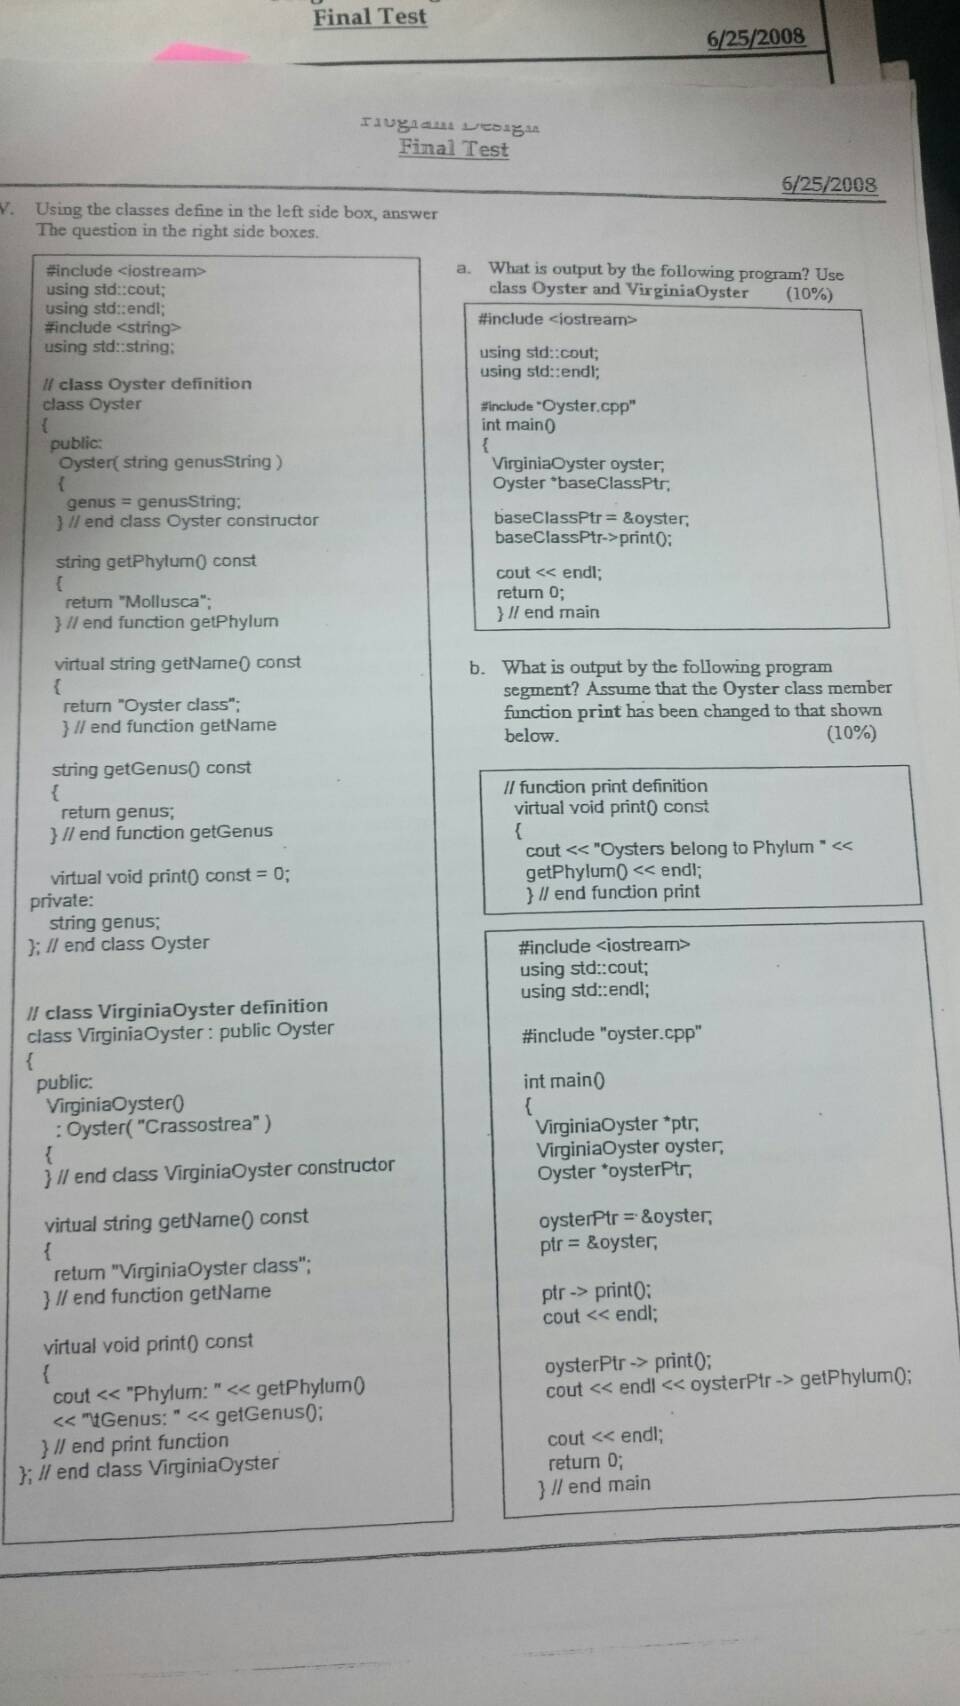 Final Test
6/25/2008
Final Test
6/25/2008
V. Using the classes define in the left side box, answer
The question in the right side boxes.
#include <iostream>
using std::cout;
using std::endl;
#include <string>
using std::string;
// class Oyster definition
class Oyster
{
public:
Oyster( string genusString )
{
genus = genusString;
} // end class Oyster constructor
string getPhylum() const
{
return "Mollusca";
} // end function getPhylum
virtual string getName() const
{
return "Oyster class";
} // end function getName
string getGenus() const
{
return genus;
} // end function getGenus
virtual void print() const = 0;
private:
string genus;
}; // end class Oyster
// class VirginiaOyster definition
class VirginiaOyster : public Oyster
{
public:
VirginiaOyster()
: Oyster( "Crassostrea" )
{
} // end class VirginiaOyster constructor
virtual string getName() const
{
return "VirginiaOyster class";
} // end function getName
virtual void print() const
{
cout << "Phylum: " << getPhylum()
<< "\tGenus: " << getGenus();
} // end print function
}; // end class VirginiaOyster
a. What is output by the following program? Use
class Oyster and VirginiaOyster (10%)
#include <iostream>
using std::cout;
using std::endl;
#include "Oyster.cpp"
int main()
{
VirginiaOyster oyster;
Oyster *baseClassPtr;
baseClassPtr = &oyster;
baseClassPtr->print();
cout << endl;
return 0;
} // end main
b. What is output by the following program
segment? Assume that the Oyster class member
function print has been changed to that shown
below. (10%)
// function print definition
virtual void print() const
{
cout << "Oysters belong to Phylum " <<
getPhylum() << endl;
} // end function print
#include <iostream>
using std::cout;
using std::endl;
#include "oyster.cpp"
int main()
{
VirginiaOyster *ptr;
VirginiaOyster oyster;
Oyster *oysterPtr;
oysterPtr = &oyster;
ptr = &oyster;
ptr -> print();
cout << endl;
oysterPtr -> print();
cout << endl << oysterPtr -> getPhylum();
cout << endl;
return 0;
} // end main